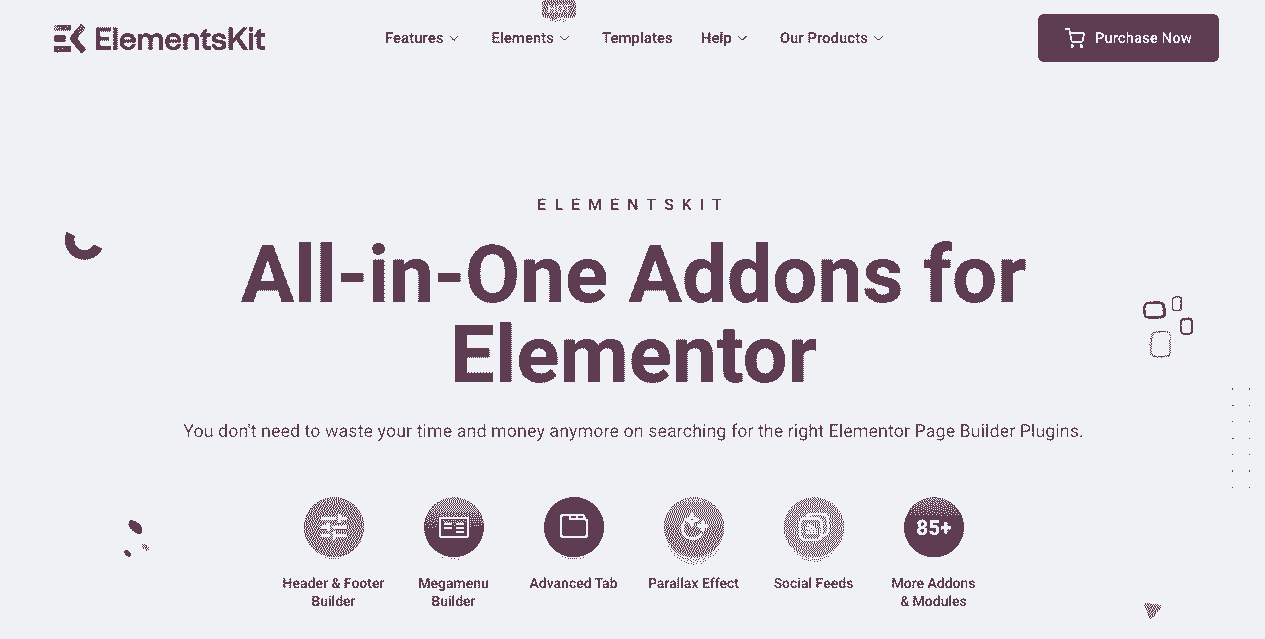 ElementsKit
Features
Elements
Templates
Help
Our Products
Purchase Now
ELEMENTSKIT
All-in-One Addons for
Elementor
You don't need to waste your time and money anymore on searching for the right Elementor Page Builder Plugins.
85+
Header & Footer
Builder
Megamenu
Builder
Advanced Tab
Parallax Effect
Social Feeds
More Addons
& Modules